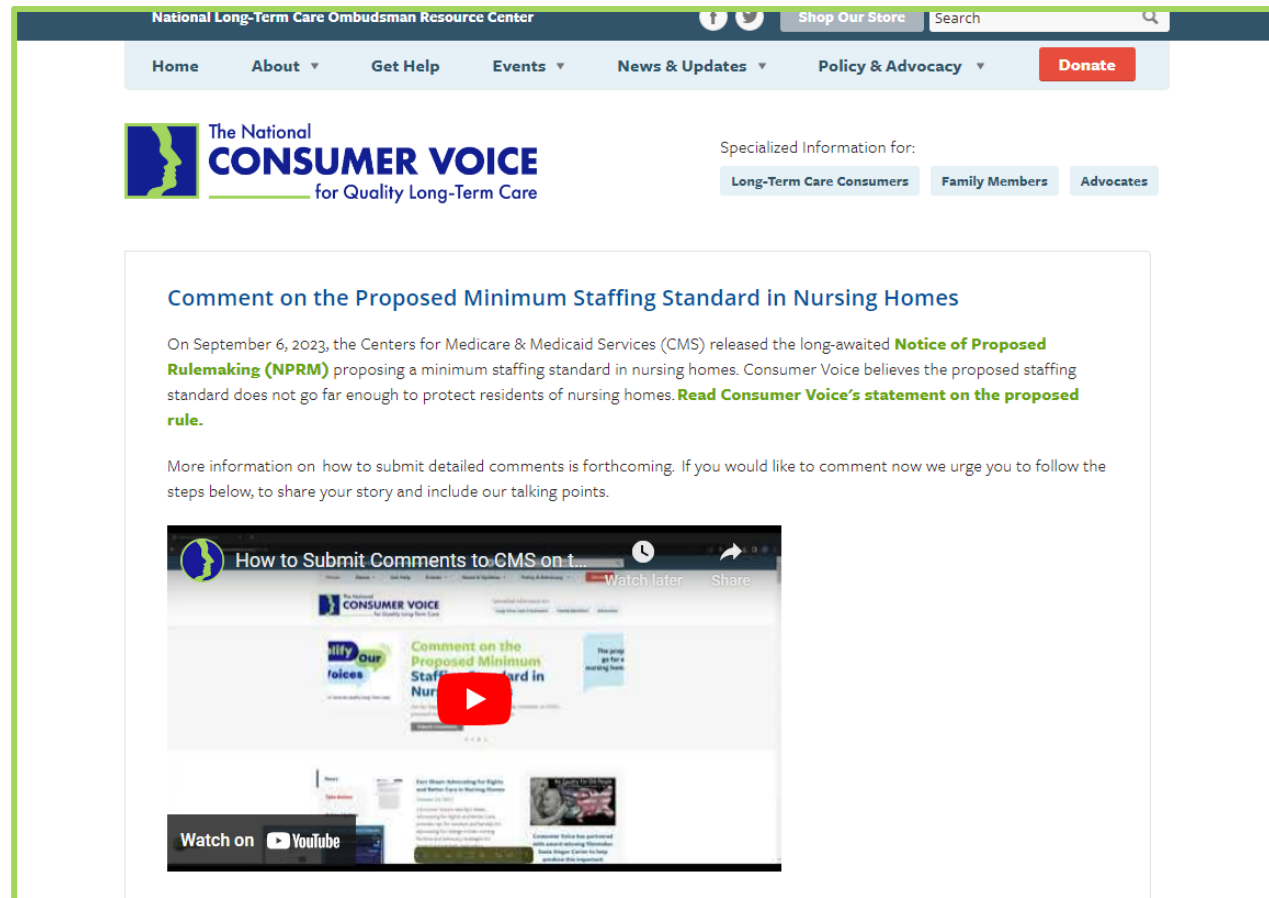 National Long-Term Care Ombudsman Resource Center
Shop Our Store
Search
Home About Get Help Events News & Updates Policy & Advocacy Donate
The National
CONSUMER VOICE
for Quality Long-Term Care
Specialized Information for:
Long-Term Care Consumers Family Members Advocates
Comment on the Proposed Minimum Staffing Standard in Nursing Homes
On September 6, 2023, the Centers for Medicare & Medicaid Services (CMS) released the long-awaited Notice of Proposed
Rulemaking (NPRM) proposing a minimum staffing standard in nursing homes. Consumer Voice believes the proposed staffing
standard does not go far enough to protect residents of nursing homes. Read Consumer Voice's statement on the proposed
rule.
More information on how to submit detailed comments is forthcoming. If you would like to comment now we urge you to follow the
steps below, to share your story and include our talking points.
How to Submit Comments to CMS on t...
Watch later Share
CONSUMER VOICE
Our
Comment on the
Proposed Minimum
Watch on YouTube